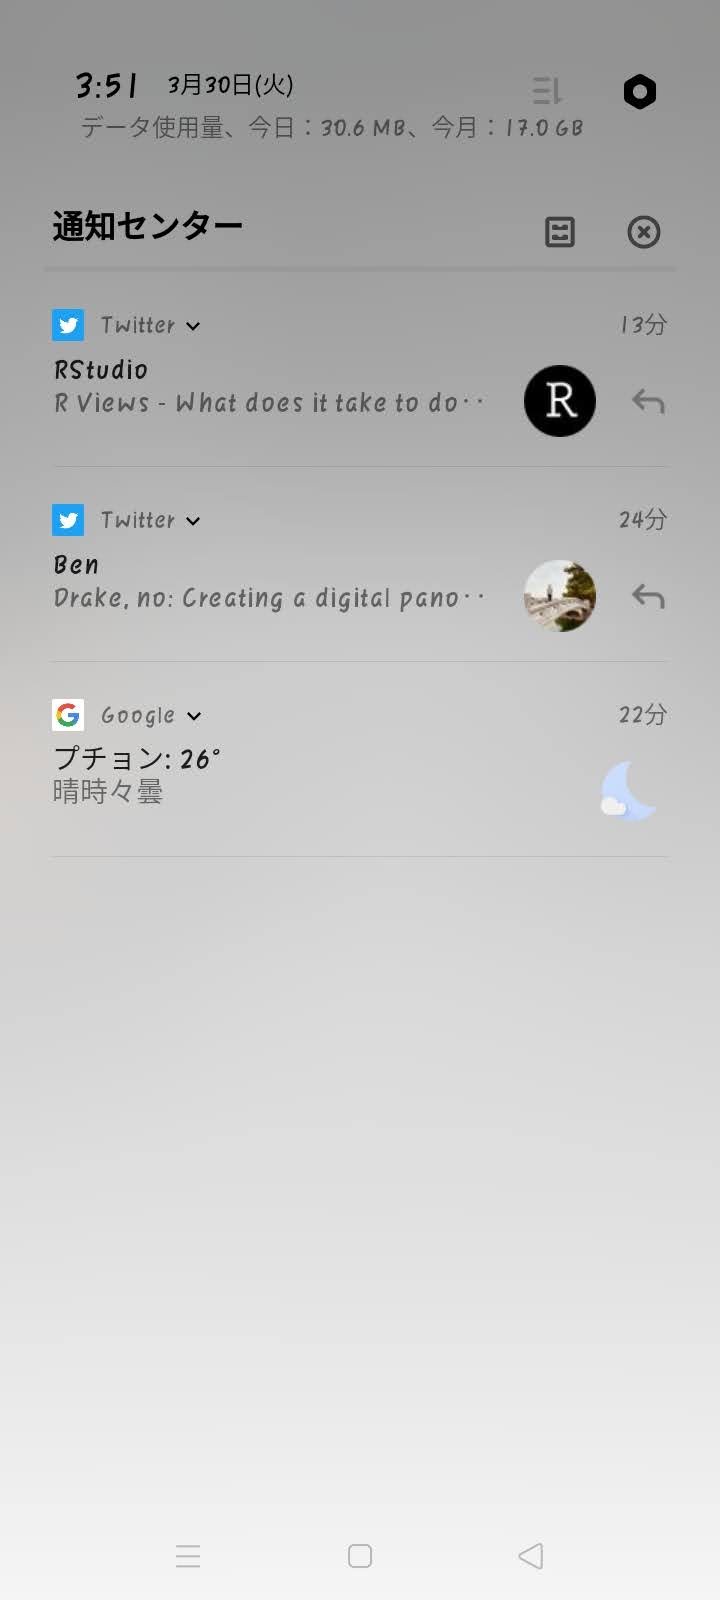 3:51 3月30日(火)
データ使用量、今日：30.6 MB、今月：17.0 GB
通知センター
Twitter 13分
RStudio
R Views - What does it take to do‥
R
Twitter 24分
Ben
Drake, no: Creating a digital pano‥
Google 22分
プチョン: 26°
晴時々曇